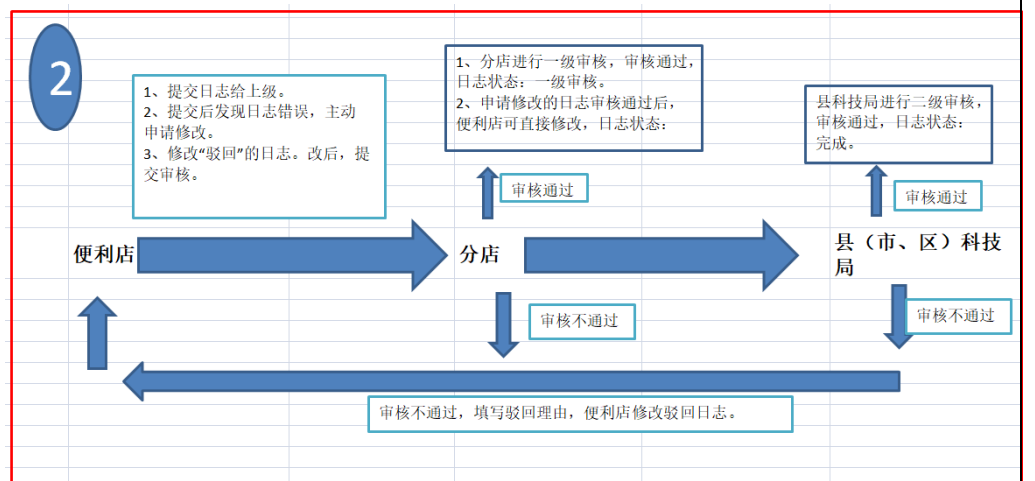 2
1、提交日志给上级。
2、提交后发现日志错误，主动
申请修改。
3、修改“驳回”的日志。改后，提
交审核。
1、分店进行一级审核，审核通过，
日志状态：一级审核。
2、申请修改的日志审核通过后，
便利店可直接修改，日志状态：
县科技局进行二级审核，
审核通过，日志状态：
完成。
审核通过
审核通过
便利店
分店
县（市、区）科技
局
审核不通过
审核不通过
审核不通过，填写驳回理由，便利店修改驳回日志。